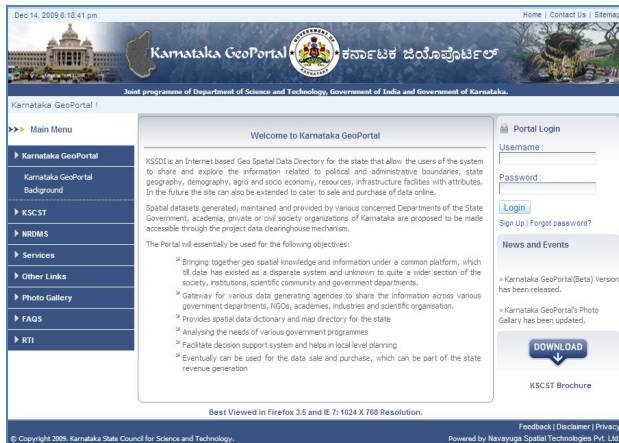 Dec 14, 2009 6:18:41 pm
Home | Contact Us | Sitemap
Karnataka GeoPortal
ಕರ್ನಾಟಕ ಜಿಯೊಪೊರ್ಟಲ್
Joint programme of Department of Science and Technology, Government of India and Government of Karnataka.
Karnataka GeoPortal !
Main Menu
Karnataka GeoPortal
Karnataka GeoPortal
Background
KSCST
NRDMS
Services
Other Links
Photo Gallery
FAQS
RTI
Welcome to Karnataka GeoPortal
KSSDI is an Internet based Geo Spatial Data Directory for the state that allow the users of the system
to share and explore the information related to political and administrative boundaries, state
geography, demography, agro and socio economy, resources, infrastructure facilities with attributes.
In the future the site can also be extended to cater to sale and purchase of data online.
Spatial datasets generated, maintained and provided by various concerned Departments of the State
Government, academia, private or civil society organizations of Karnataka are proposed to be made
accessible through the project data clearinghouse mechanism.
The Portal will essentially be used for the following objectives:
Bringing together geo spatial knowledge and information under a common platform, which
till date has existed as a disparate system and unknown to quite a wider section of the
society, institutions, scientific community and government departments.
Gateway for various data generating agencies to share the information across various
government departments, NGOs, academies, industries and scientific organisation.
Provides spatial data dictionary and map directory for the state
Analysing the needs of various government programmes
Facilitate decision support system and helps in local level planning
Eventually can be used for the data sale and purchase, which can be part of the state
revenue generation
Portal Login
Username :
Password :
Login
Sign Up | Forgot password?
News and Events
» Karnataka GeoPortal(Beta) Version
has been released.
» Karnataka GeoPortal's Photo
Gallary has been updated.
DOWNLOAD
KSCST Brochure
Best Viewed in Firefox 3.5 and IE 7: 1024 X 768 Resolution.
Feedback | Disclaimer | Privacy
© Copyright 2009. Karnataka State Council for Science and Technology.
Powered by Navayuga Spatial Technologies Pvt. Ltd